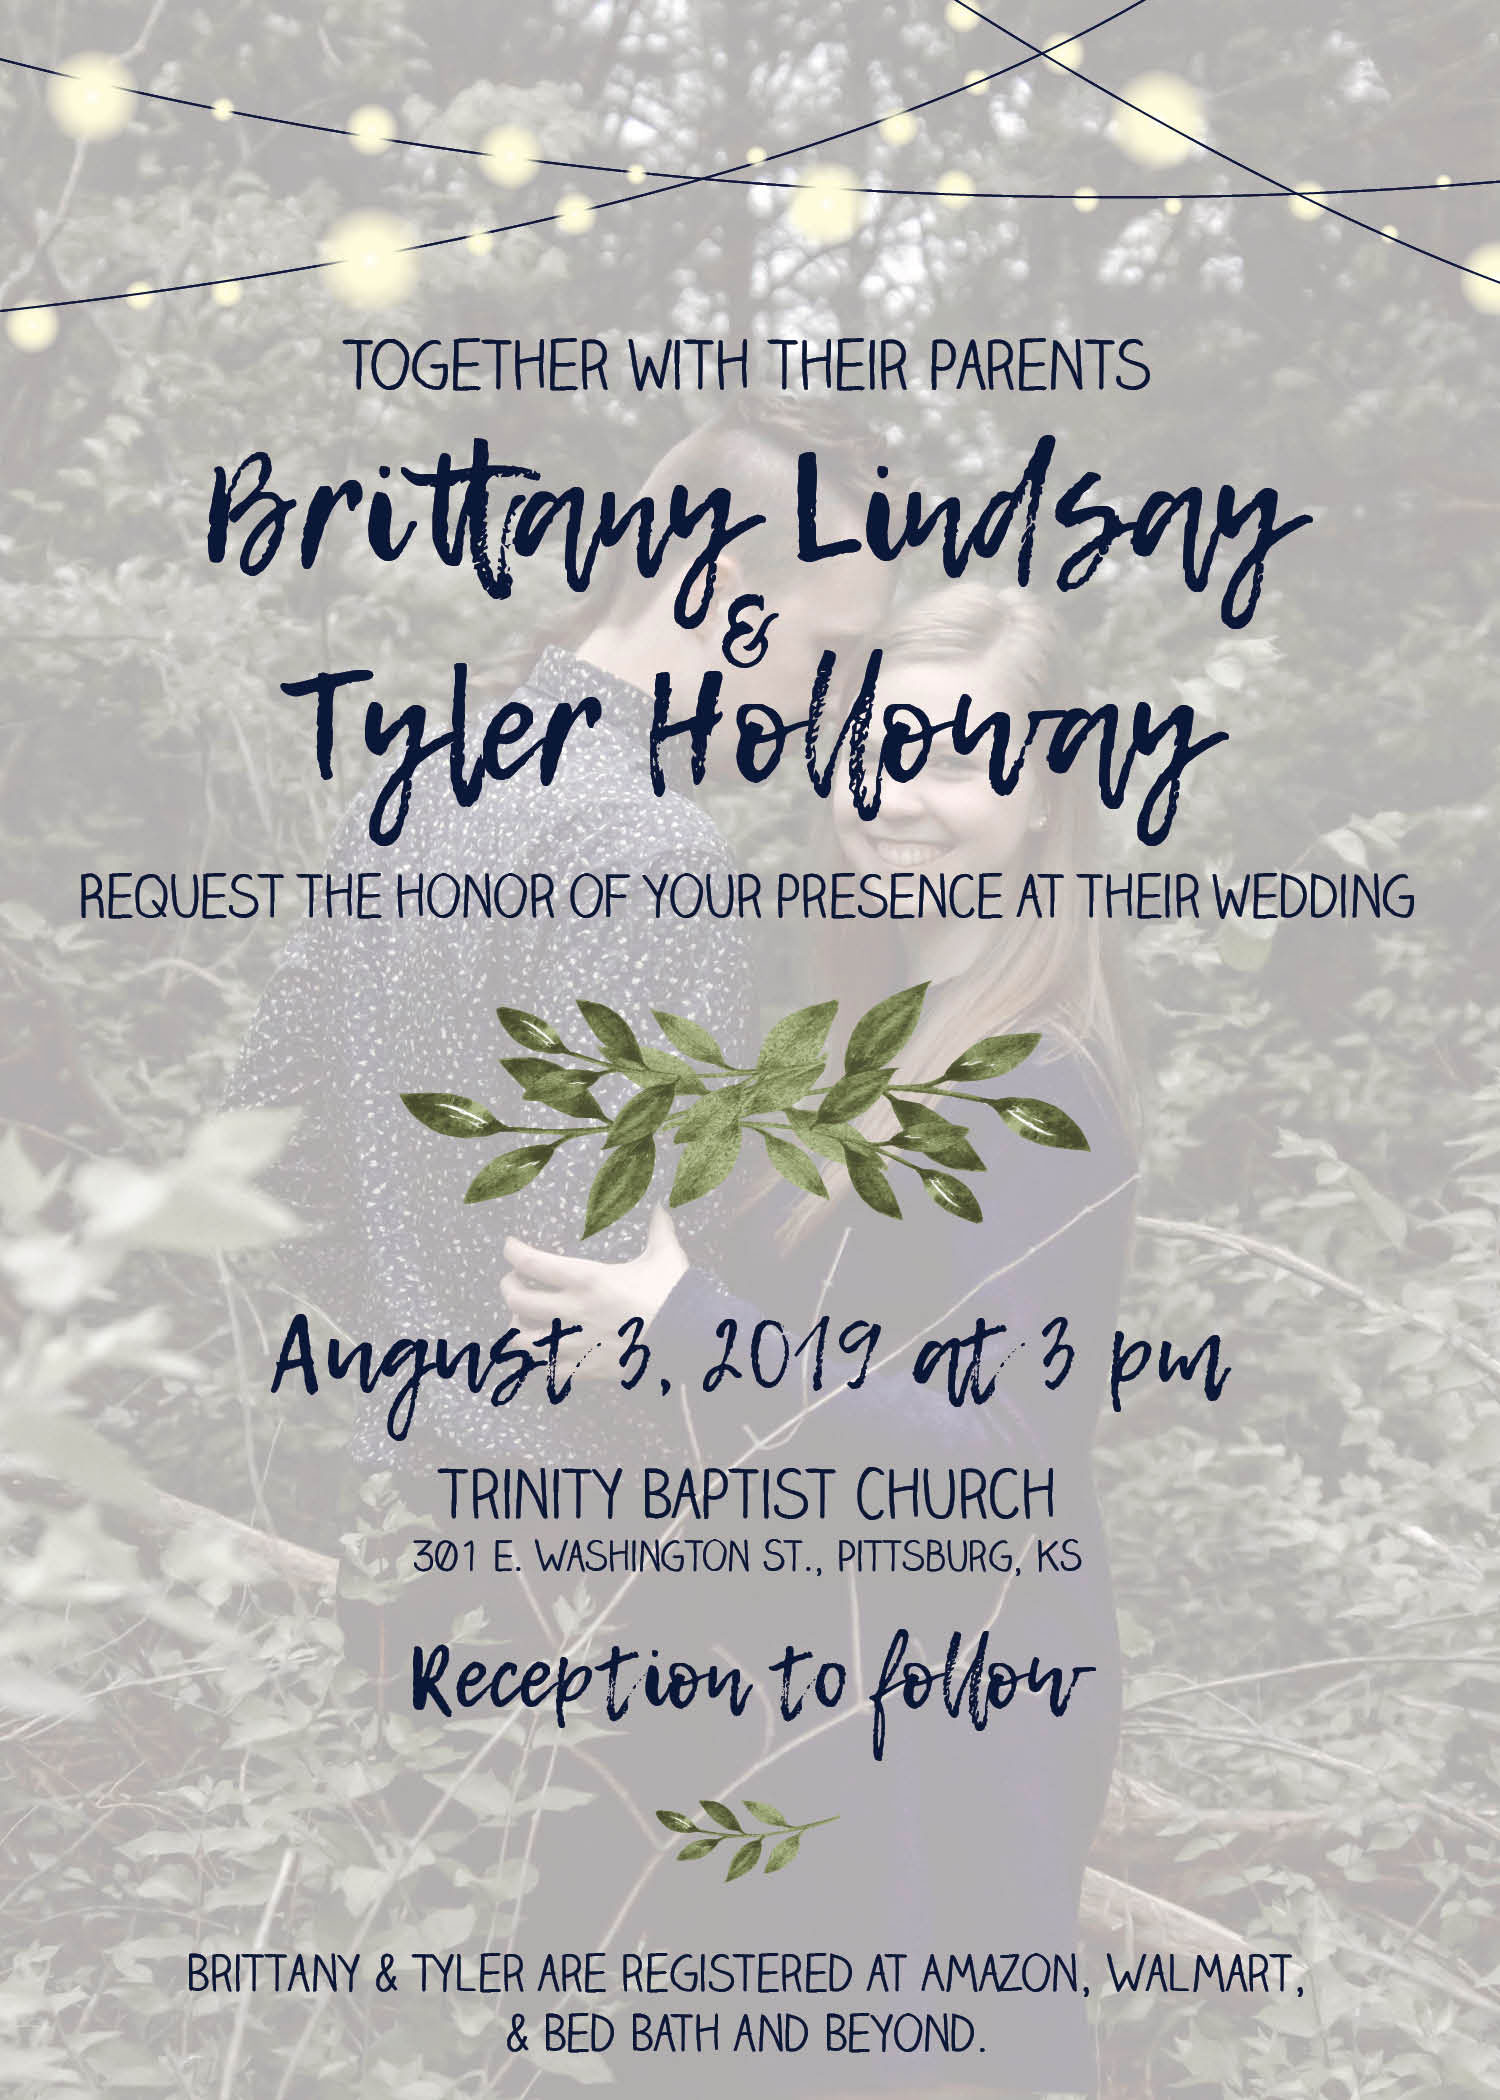 TOGETHER WITH THEIR PARENTS
Brittany Lindsay
&
Tyler Holloway
REQUEST THE HONOR OF YOUR PRESENCE AT THEIR WEDDING
August 3, 2019 at 3 pm
TRINITY BAPTIST CHURCH
301 E. WASHINGTON ST., PITTSBURG, KS
Reception to follow
BRITTANY & TYLER ARE REGISTERED AT AMAZON, WALMART,
& BED BATH AND BEYOND.